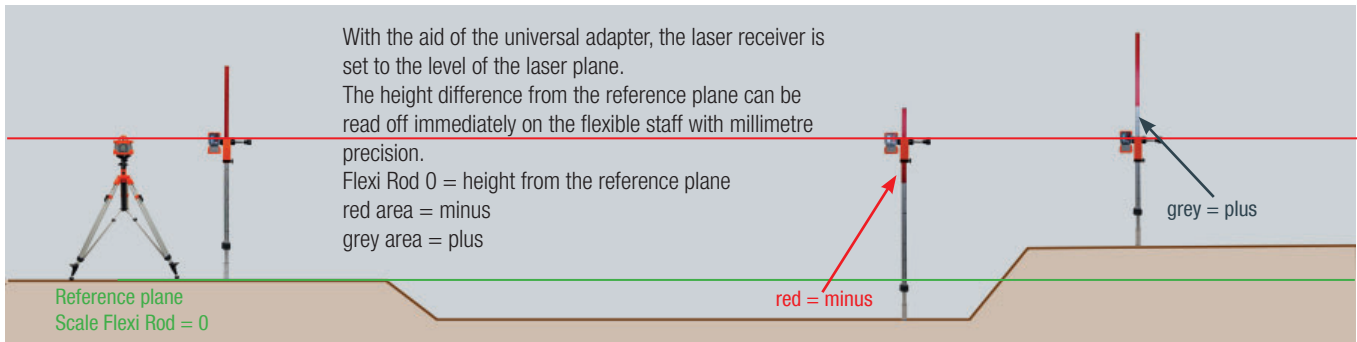 With the aid of the universal adapter, the laser receiver is
set to the level of the laser plane.
The height difference from the reference plane can be
read off immediately on the flexible staff with millimetre
precision.
Flexi Rod 0 = height from the reference plane
red area = minus
grey area = plus
grey = plus
Reference plane
Scale Flexi Rod = 0
red = minus